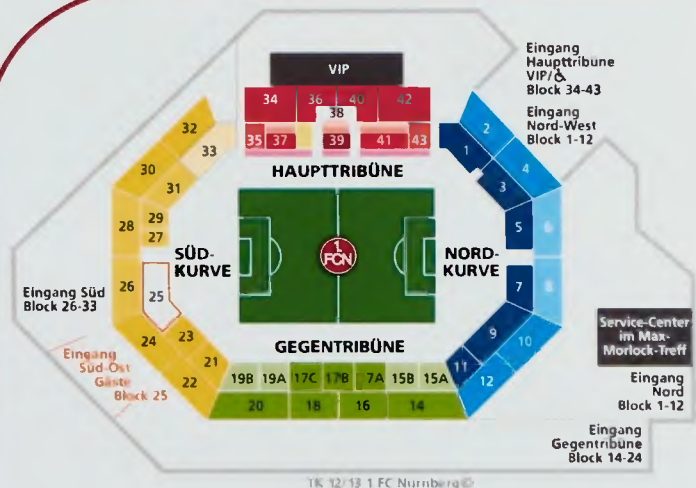 VIP
Eingang
Haupttribüne
VIP/♿
Block 34-43
34 36 40 42
38
35 37 39 41 43
HAUPTTRIBÜNE
Eingang
Nord-West
Block 1-12
32
33
30
31
28
29
27
26
25
24
23
21
22
2
1
4
3
5
6
7
8
9
10
11
12
SÜD-
KURVE
1.
FCN
NORD-
KURVE
Eingang Süd
Block 26-33
Eingang
Süd-Ost
Gäste
Block 25
GEGENTRIBÜNE
19B 19A 17C 17B 7A 15B 15A
20 18 16 14
Service-Center
im Max-
Morlock-Treff
Eingang
Nord
Block 1-12
Eingang
Gegentribüne
Block 14-24
TK 12/13 1 FC Nürnberg©